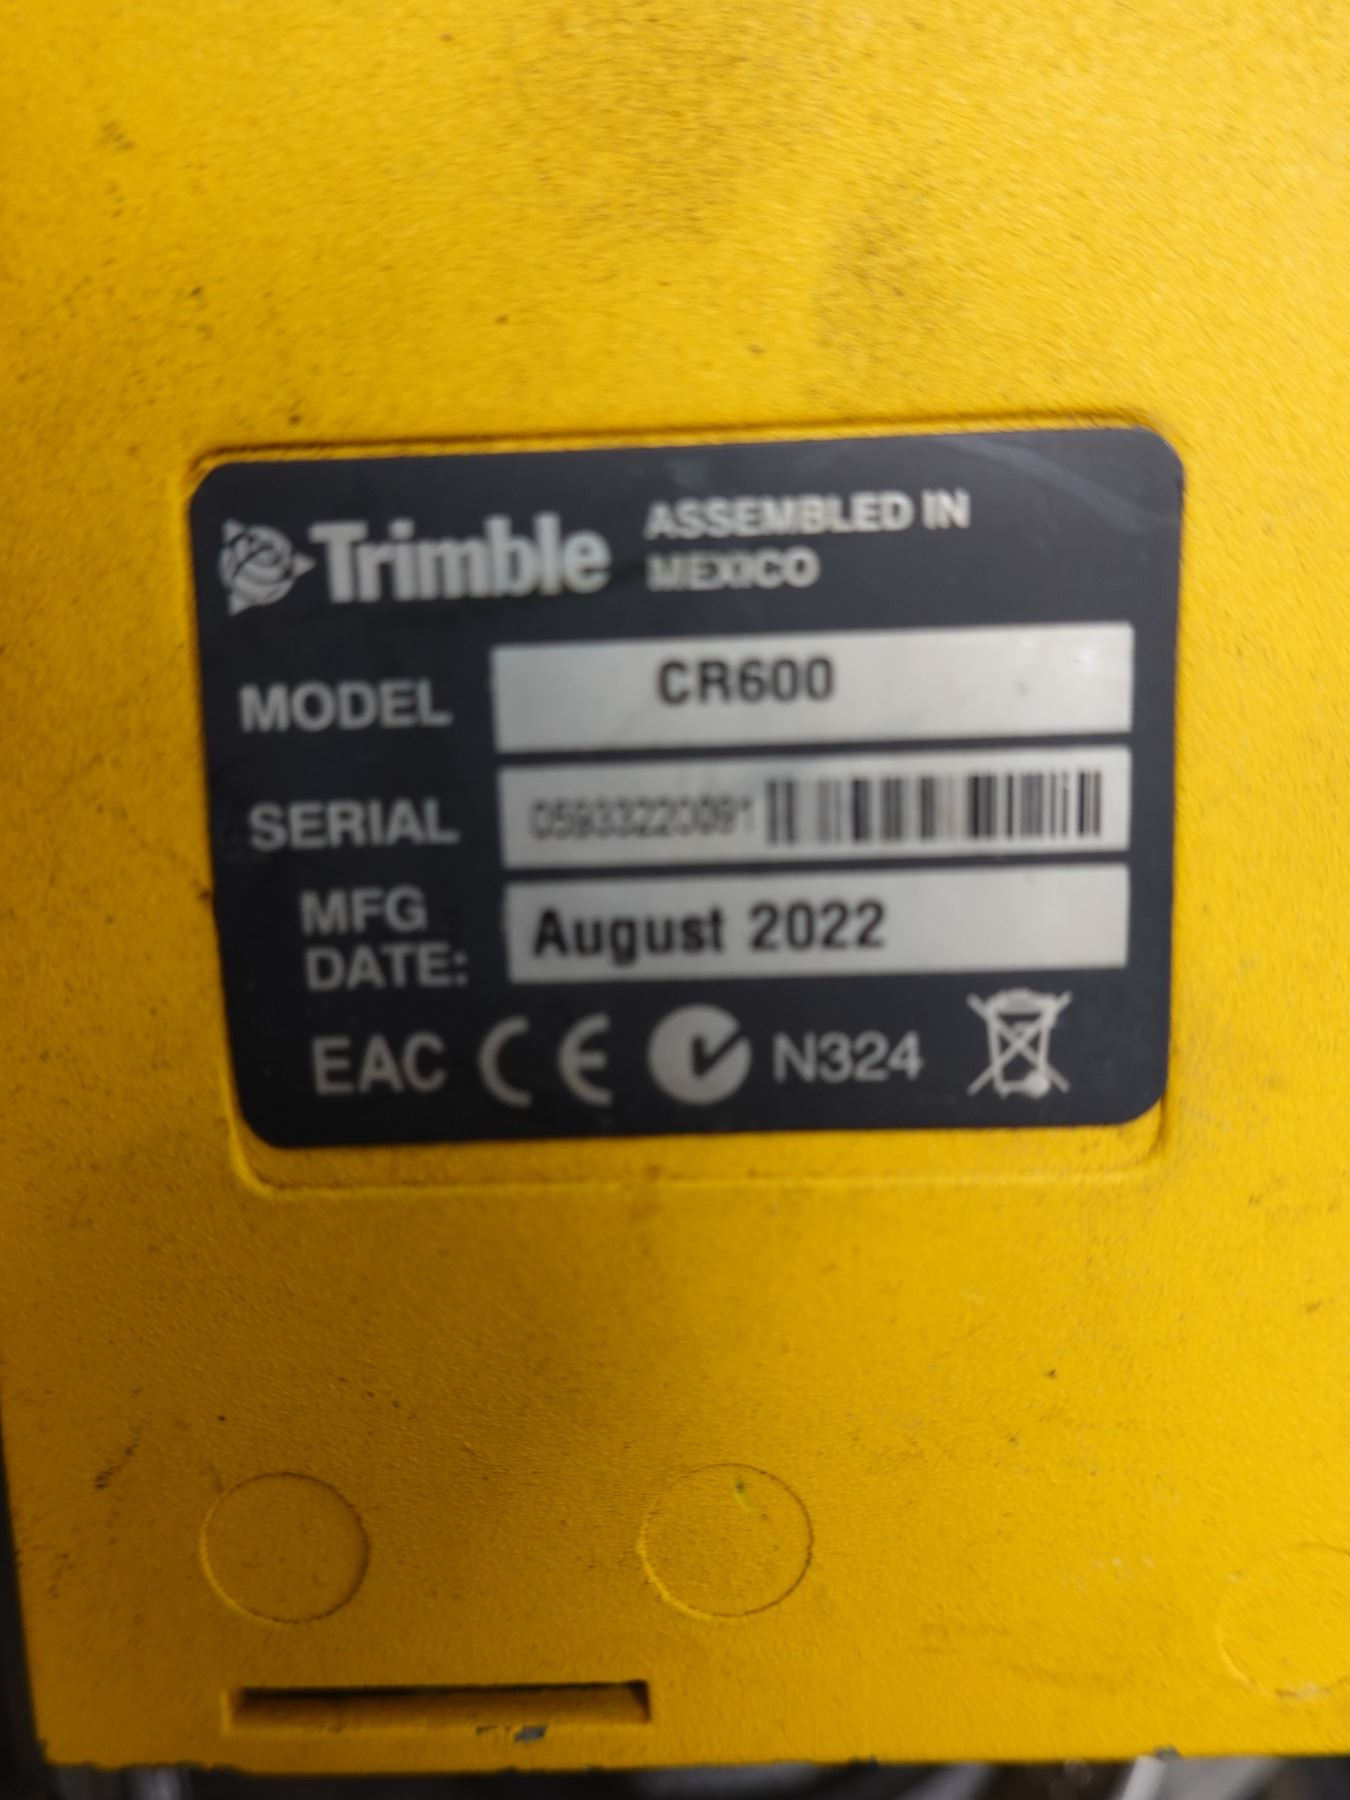 Trimble ASSEMBLED IN
MEXICO
MODEL CR600
SERIAL
MFG
DATE: August 2022
EAC CE N324